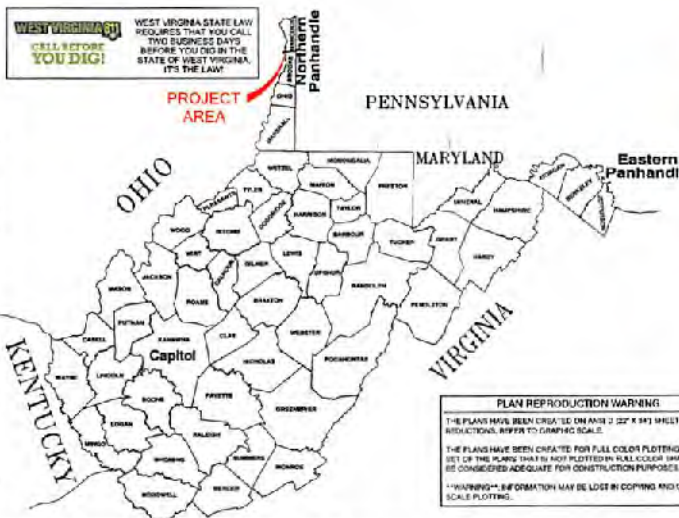 WEST VIRGINIA 811
CALL BEFORE
YOU DIG!
WEST VIRGINIA STATE LAW
REQUIRES THAT YOU CALL
TWO BUSINESS DAYS
BEFORE YOU DIG IN THE
STATE OF WEST VIRGINIA.
IT'S THE LAW!
PROJECT
AREA
HANCOCK
BROOKE
OHIO
MARSHALL
Northern
Panhandle
PENNSYLVANIA
MARYLAND
Eastern
Panhandle
OHIO
VIRGINIA
KENTUCKY
WETZEL
MONONGALIA
MARION
PRESTON
TYLER
PLEASANTS
DODDRIDGE
HARRISON
TAYLOR
MINERAL
HAMPSHIRE
MORGAN
BERKELEY
JEFFERSON
WOOD
RITCHIE
BARBOUR
TUCKER
GRANT
HARDY
WIRT
CALHOUN
GILMER
LEWIS
UPSHUR
RANDOLPH
PENDLETON
JACKSON
MASON
ROANE
BRAXTON
WEBSTER
POCAHONTAS
PUTNAM
CABELL
KANAWHA
Capitol
CLAY
NICHOLAS
WAYNE
LINCOLN
BOONE
FAYETTE
GREENBRIER
LOGAN
MINGO
RALEIGH
WYOMING
SUMMERS
MONROE
MCDOWELL
MERCER
PLAN REPRODUCTION WARNING
THE PLANS HAVE BEEN CREATED ON ANSI D (22" X 34") SHEET
REDUCTIONS, REFER TO GRAPHIC SCALE.
THE PLANS HAVE BEEN CREATED FOR FULL COLOR PLOTTING
SET OF THE PLANS THAT IS NOT PLOTTED IN FULL COLOR
BE CONSIDERED ADEQUATE FOR CONSTRUCTION PURPOSES
**WARNING**: INFORMATION MAY BE LOST IN COPYING AND
SCALE PLOTTING.